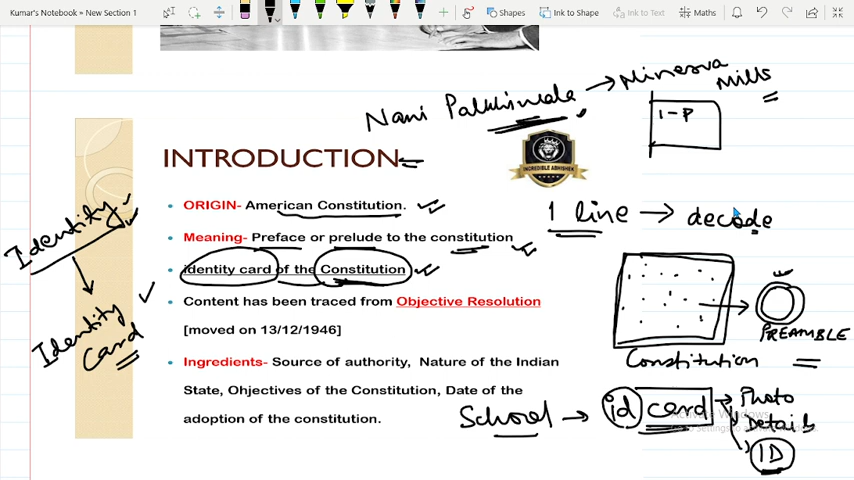 Kumar's Notebook » New Section 1
Shapes
Ink to Shape
Ink to Text
Maths
Nani Palkhiwala → Minerva Mills
1-P
INTRODUCTION
INCREDIBLE ABHISHEK
• ORIGIN- American Constitution.
1 line → decode
Identity
• Meaning- Preface or prelude to the constitution
• identity card of the Constitution
• Content has been traced from Objective Resolution
[moved on 13/12/1946]
Identity
card
PREAMBLE
Constitution
• Ingredients- Source of authority, Nature of the Indian
State, Objectives of the Constitution, Date of the
adoption of the constitution.
School → id card → Photo
Details
ID
Activate Windows